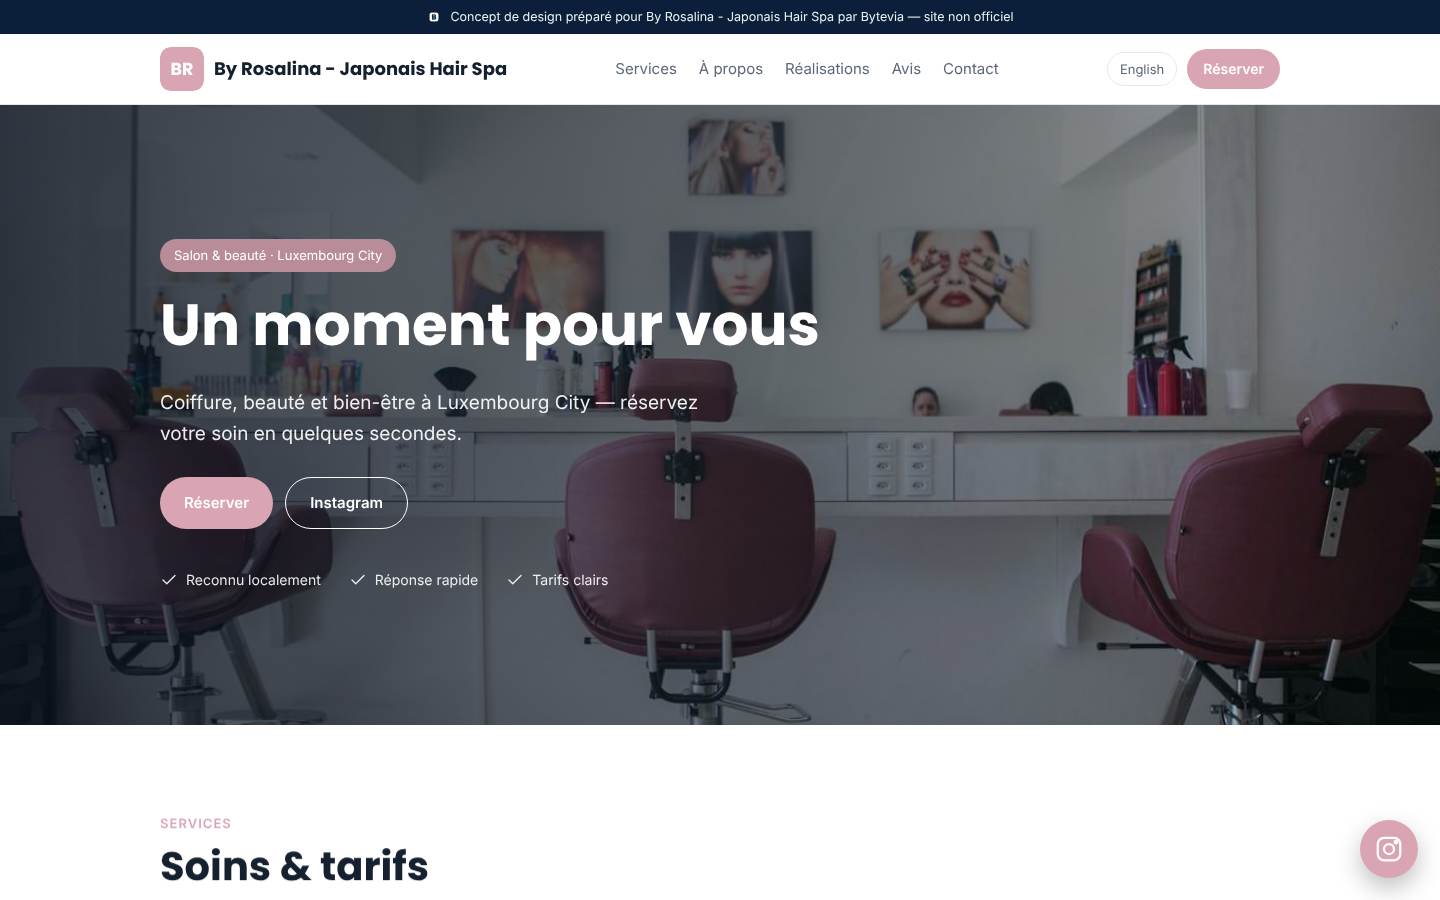 Concept de design préparé pour By Rosalina - Japonais Hair Spa par Bytevia — site non officiel
BR By Rosalina - Japonais Hair Spa
Services À propos Réalisations Avis Contact
English Réserver
Salon & beauté · Luxembourg City
Un moment pour vous
Coiffure, beauté et bien-être à Luxembourg City — réservez
votre soin en quelques secondes.
Réserver Instagram
Reconnu localement Réponse rapide Tarifs clairs
SERVICES
Soins & tarifs